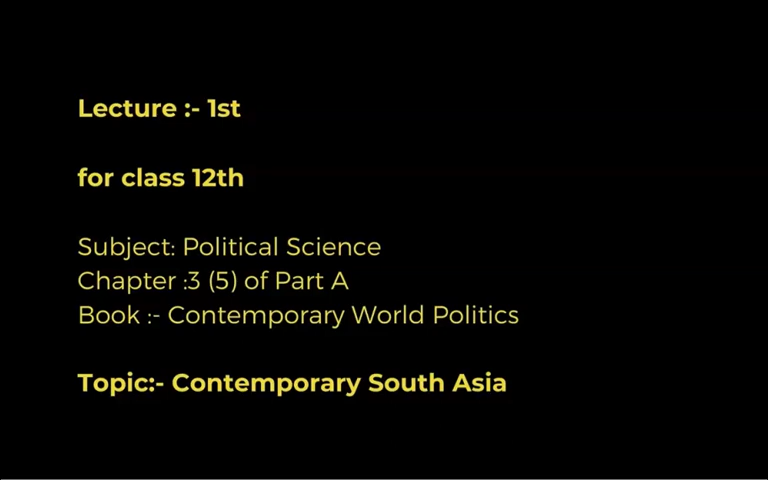 Lecture :- 1st
for class 12th
Subject: Political Science
Chapter :3 (5) of Part A
Book :- Contemporary World Politics
Topic:- Contemporary South Asia